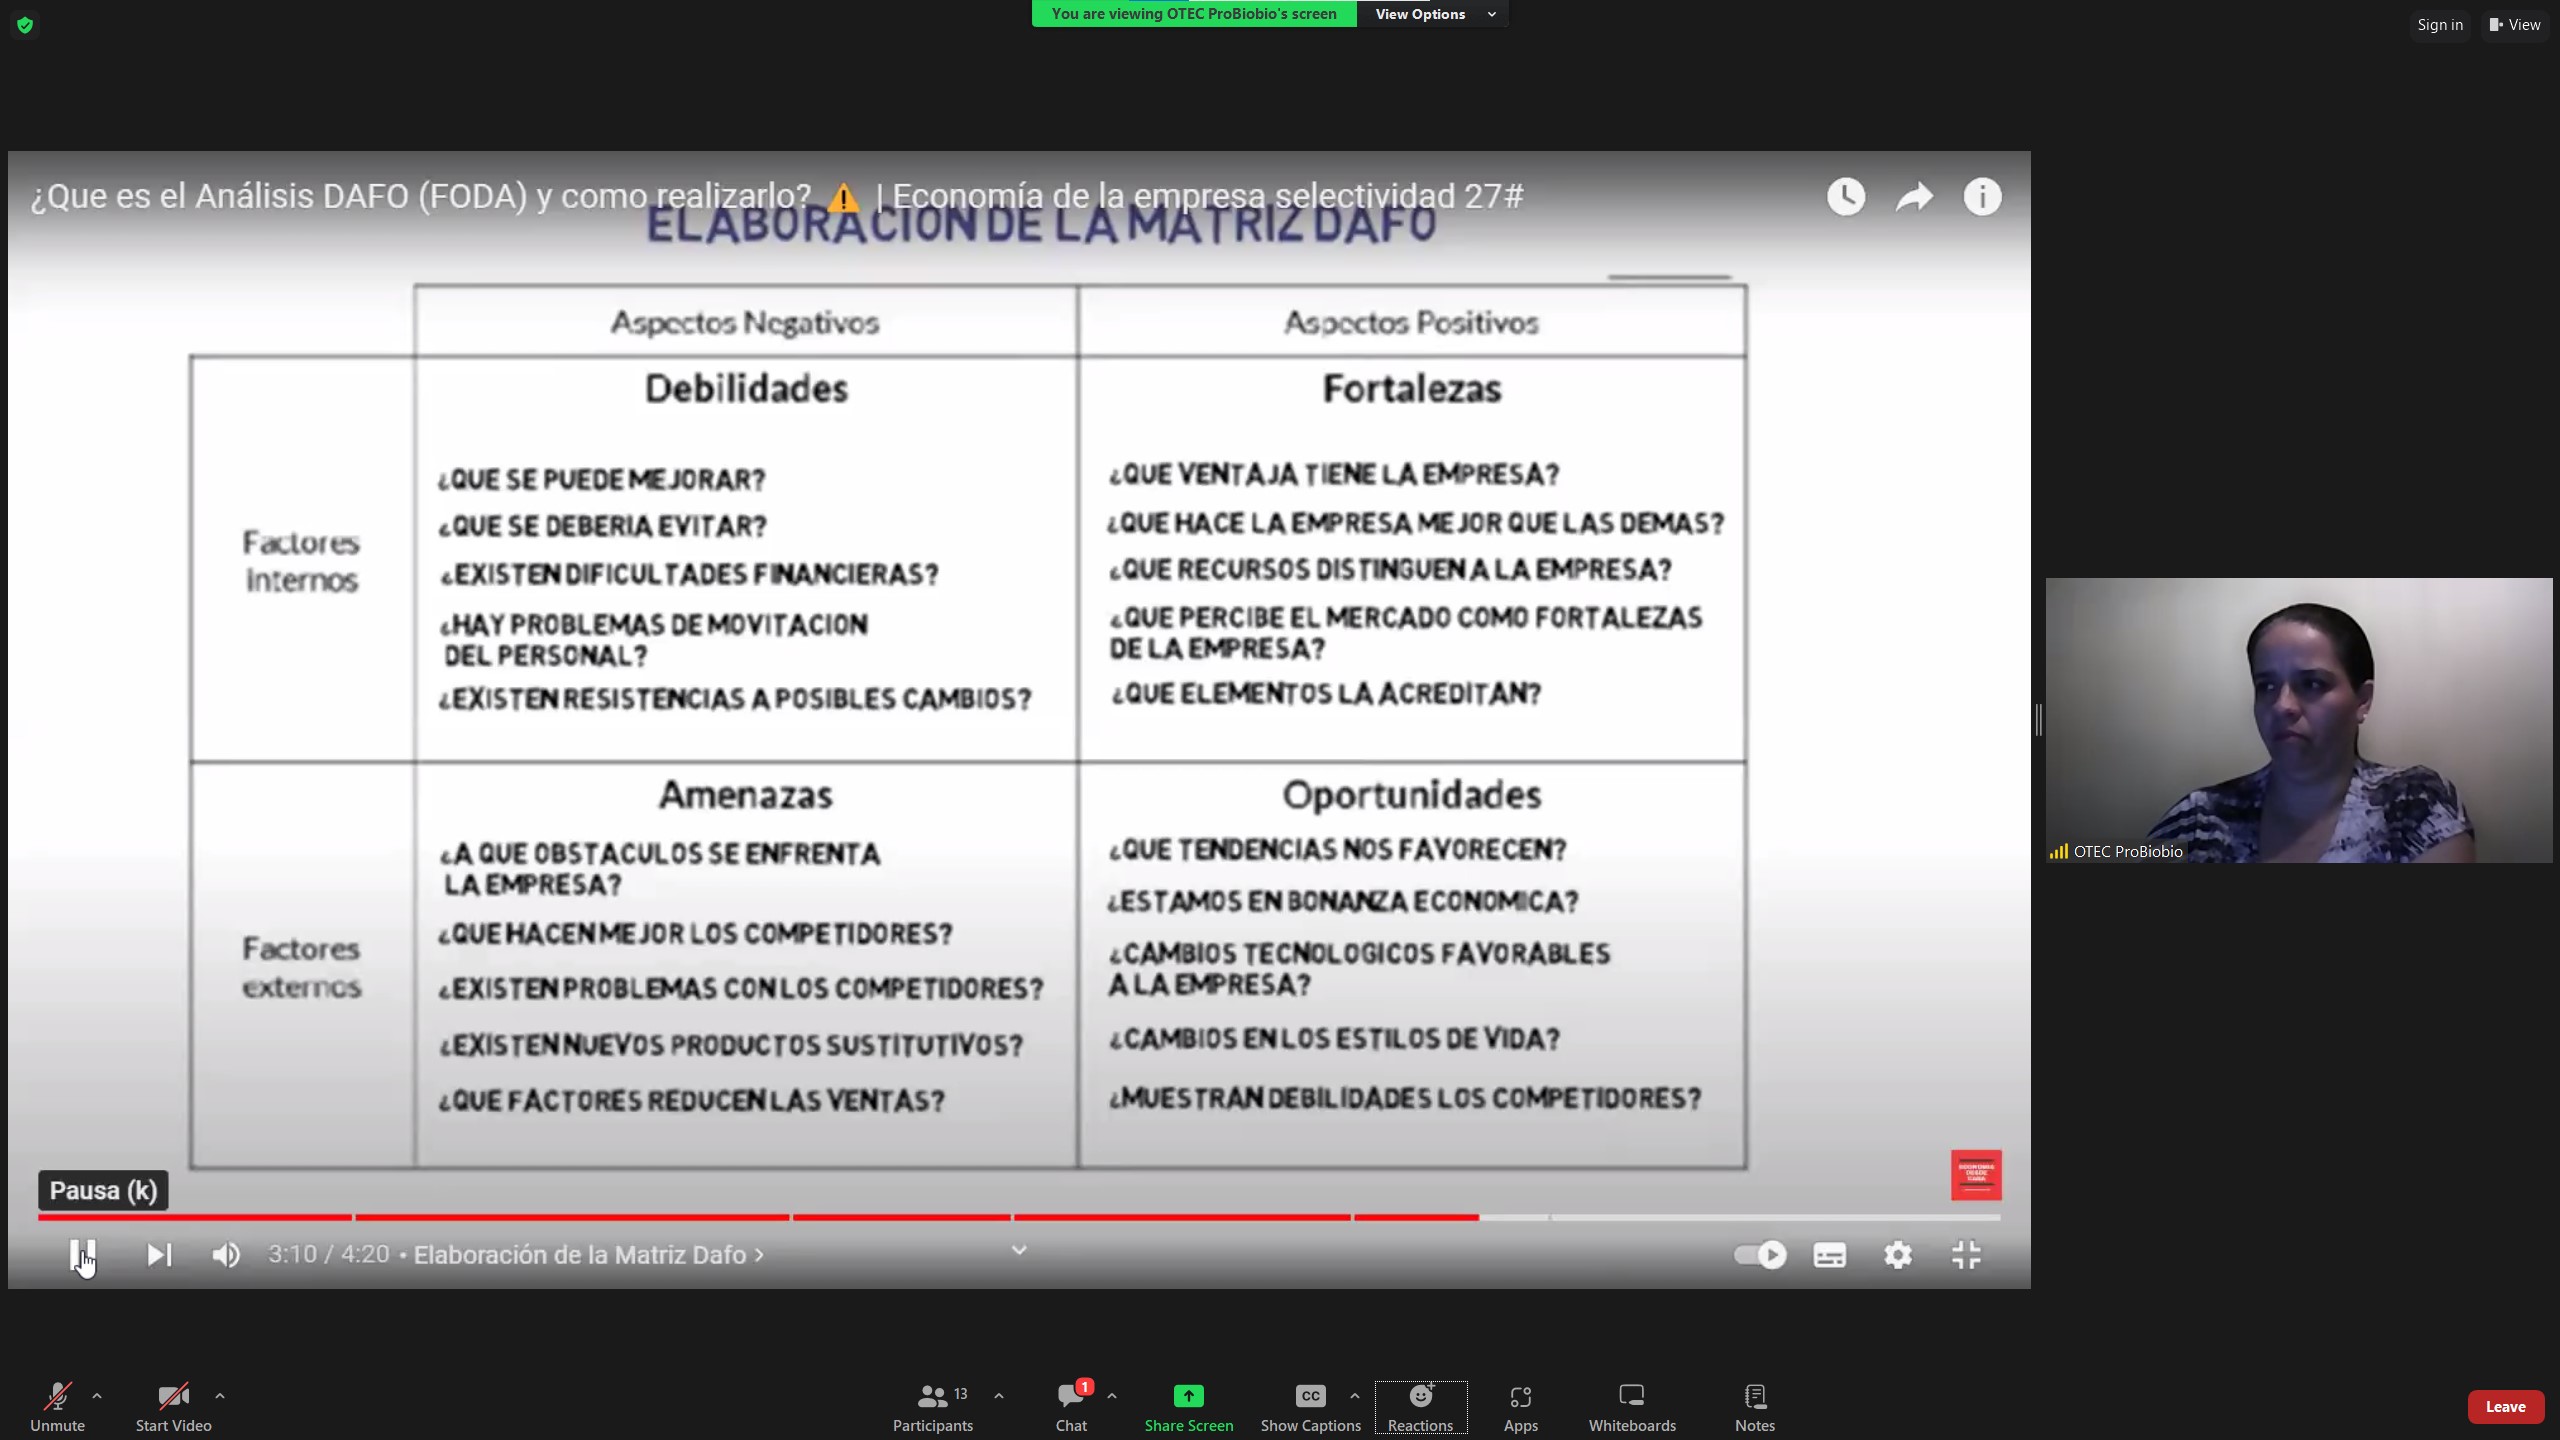 You are viewing OTEC ProBiobio's screen
View Options
Sign in
View
¿Que es el Análisis DAFO (FODA) y como realizarlo? ⚠ | Economía de la empresa selectividad 27#
ELABORACION DE LA MATRIZ DAFO
Aspectos Negativos
Aspectos Positivos
Factores
internos
Debilidades
¿QUE SE PUEDE MEJORAR?
¿QUE SE DEBERIA EVITAR?
¿EXISTEN DIFICULTADES FINANCIERAS?
¿HAY PROBLEMAS DE MOVITACION
DEL PERSONAL?
¿EXISTEN RESISTENCIAS A POSIBLES CAMBIOS?
Fortalezas
¿QUE VENTAJA TIENE LA EMPRESA?
¿QUE HACE LA EMPRESA MEJOR QUE LAS DEMAS?
¿QUE RECURSOS DISTINGUEN A LA EMPRESA?
¿QUE PERCIBE EL MERCADO COMO FORTALEZAS
DE LA EMPRESA?
¿QUE ELEMENTOS LA ACREDITAN?
Factores
externos
Amenazas
¿A QUE OBSTACULOS SE ENFRENTA
LA EMPRESA?
¿QUE HACEN MEJOR LOS COMPETIDORES?
¿EXISTEN PROBLEMAS CON LOS COMPETIDORES?
¿EXISTEN NUEVOS PRODUCTOS SUSTITUTIVOS?
¿QUE FACTORES REDUCEN LAS VENTAS?
Oportunidades
¿QUE TENDENCIAS NOS FAVORECEN?
¿ESTAMOS EN BONANZA ECONOMICA?
¿CAMBIOS TECNOLOGICOS FAVORABLES
A LA EMPRESA?
¿CAMBIOS EN LOS ESTILOS DE VIDA?
¿MUESTRAN DEBILIDADES LOS COMPETIDORES?
OTEC ProBiobio
Pausa (k)
3:10 / 4:20 • Elaboración de la Matriz Dafo >
Unmute
Start Video
13
Participants
1
Chat
Share Screen
CC
Show Captions
Reactions
Apps
Whiteboards
Notes
Leave